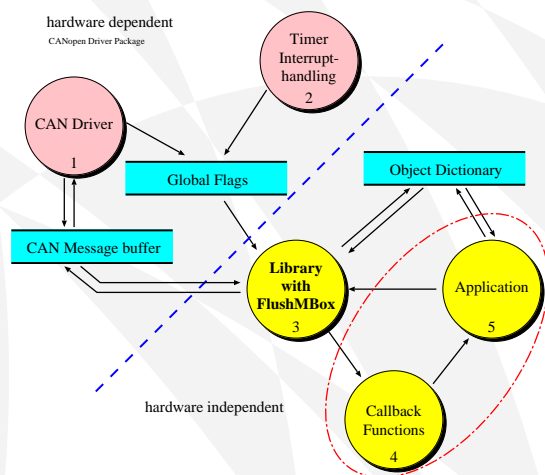 hardware dependent
CANopen Driver Package
Timer
Interrupt-
handling
2
CAN Driver
1
Global Flags
Object Dictionary
CAN Message buffer
Library
with
FlushMBox
3
Application
5
hardware independent
Callback
Functions
4